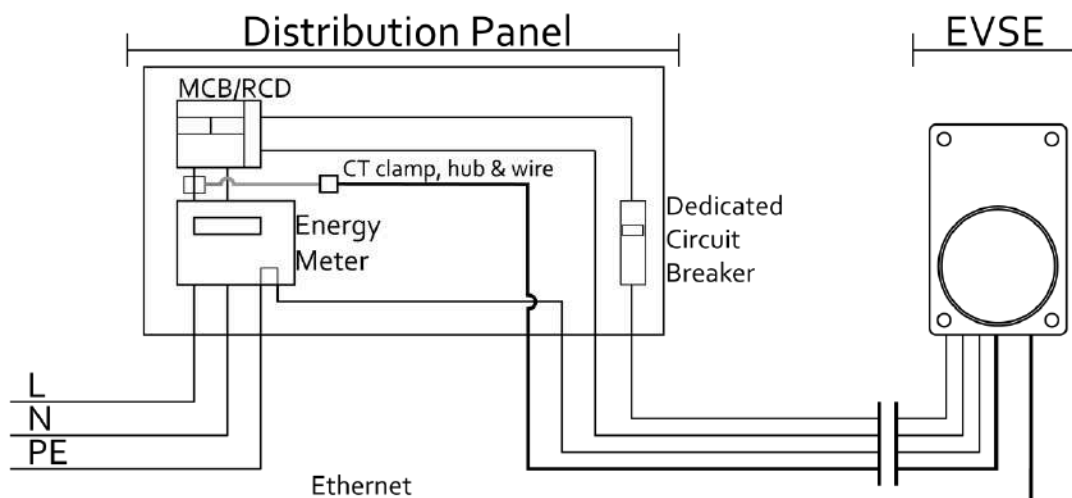 Distribution Panel
EVSE
MCB/RCD
CT clamp, hub & wire
Energy
Meter
Dedicated
Circuit
Breaker
L
N
PE
Ethernet